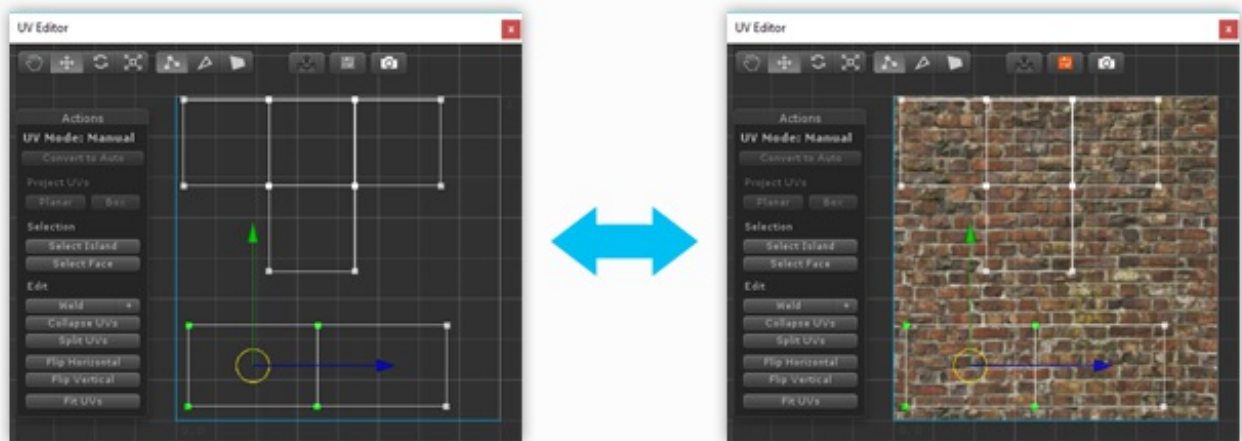 UV Editor
x
Actions
UV Mode: Manual
Convert to Auto
Project UVs
Planar Box
Selection
Select Island
Select Face
Edit
Weld +
Collapse UVs
Split UVs
Flip Horizontal
Flip Vertical
Fit UVs
UV Editor
x
Actions
UV Mode: Manual
Convert to Auto
Project UVs
Planar Box
Selection
Select Island
Select Face
Edit
Weld +
Collapse UVs
Split UVs
Flip Horizontal
Flip Vertical
Fit UVs